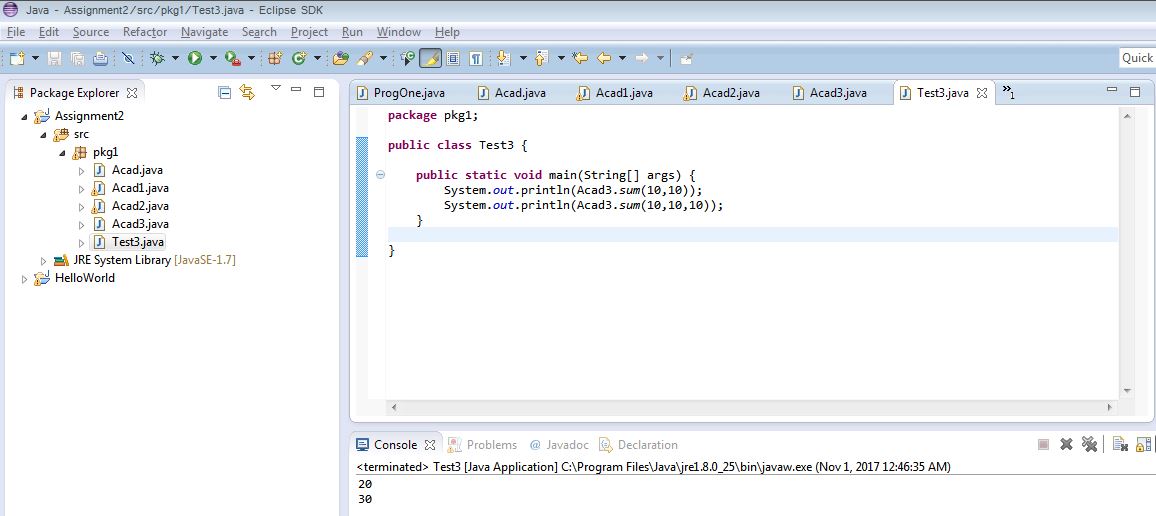 Java - Assignment2/src/pkg1/Test3.java - Eclipse SDK
File Edit Source Refactor Navigate Search Project Run Window Help
Quick
Package Explorer
Assignment2
src
pkg1
Acad.java
Acad1.java
Acad2.java
Acad3.java
Test3.java
JRE System Library [JavaSE-1.7]
HelloWorld
ProgOne.java Acad.java Acad1.java Acad2.java Acad3.java Test3.java »1
package pkg1;
public class Test3 {
public static void main(String[] args) {
System.out.println(Acad3.sum(10,10));
System.out.println(Acad3.sum(10,10,10));
}
}
Console Problems @ Javadoc Declaration
<terminated> Test3 [Java Application] C:\Program Files\Java\jre1.8.0_25\bin\javaw.exe (Nov 1, 2017 12:46:35 AM)
20
30